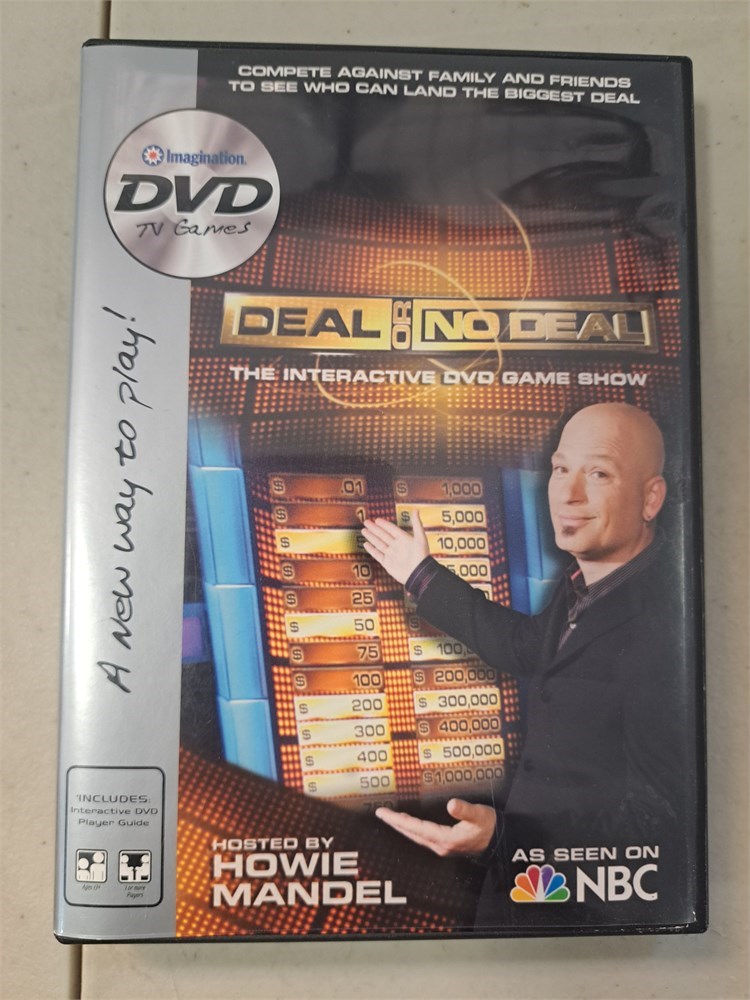 COMPETE AGAINST FAMILY AND FRIENDS
TO SEE WHO CAN LAND THE BIGGEST DEAL
Imagination.
DVD
TV Games
A New way to play!
DEAL OR NO DEAL
THE INTERACTIVE DVD GAME SHOW
$ .01 $ 1,000
$ 1 $ 5,000
$ 10,000
$ 10
$ 25
$ 50
$ 75 $ 100,
$ 100 $ 200,000
$ 200 $ 300,000
$ 300 $ 400,000
$ 400 $ 500,000
$ 500 $1,000,000
750
INCLUDES:
Interactive DVD
Player Guide
HOSTED BY
HOWIE
MANDEL
AS SEEN ON
NBC